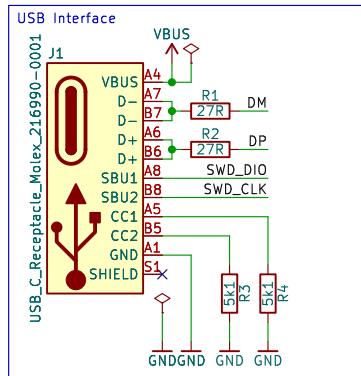 USB Interface
VBUS
J1
USB_C_Receptacle_Molex_216990-0001
VBUS A4
D- A7
D- B7
R1
27R
DM
D+ A6
D+ B6
R2
27R
DP
SBU1 A8 SWD_DIO
SBU2 B8 SWD_CLK
CC1 A5
CC2 B5
GND A1
SHIELD S1
5k1
R3
5k1
R4
GND
GND
GND
GND